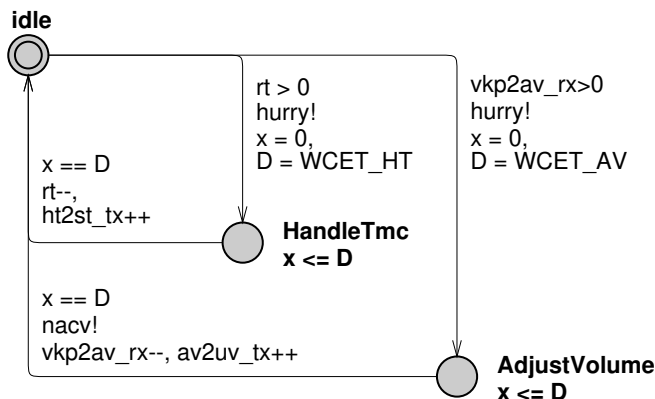 idle
rt > 0
hurry!
x = 0,
D = WCET_HT
vkp2av_rx>0
hurry!
x = 0,
D = WCET_AV
x == D
rt--,
ht2st_tx++
HandleTmc
x <= D
x == D
nacv!
vkp2av_rx--, av2uv_tx++
AdjustVolume
x <= D